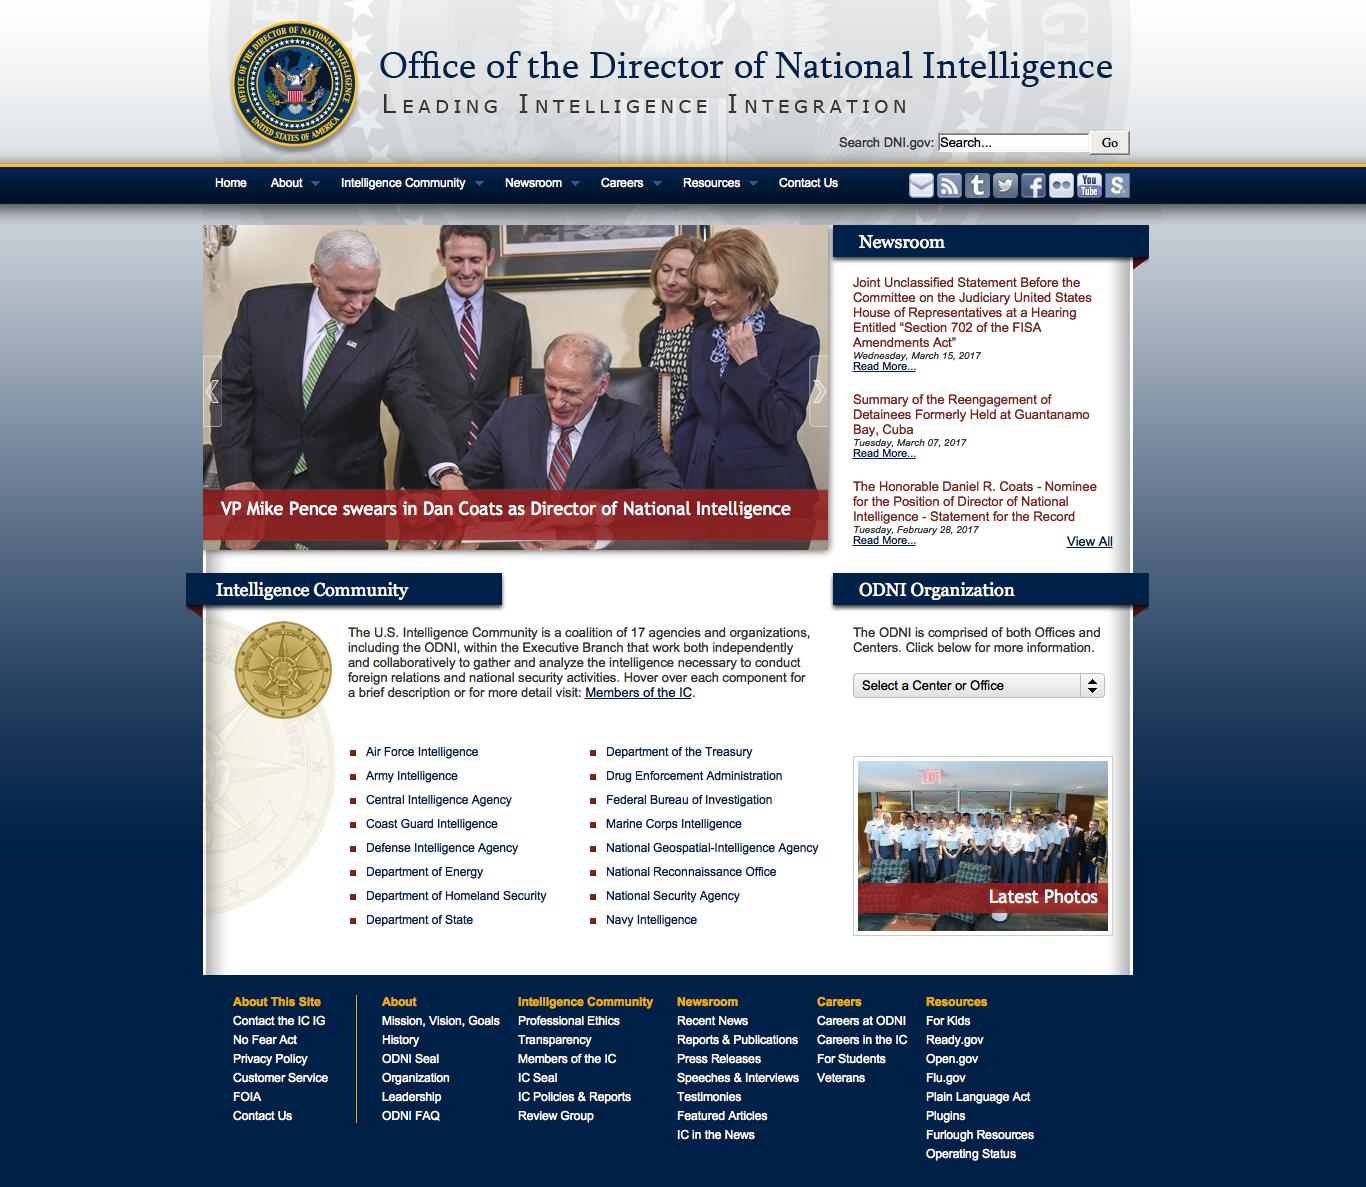 OFFICE OF THE DIRECTOR OF NATIONAL INTELLIGENCE
UNITED STATES OF AMERICA
Office of the Director of National Intelligence
LEADING INTELLIGENCE INTEGRATION
Search DNI.gov: Search... Go
Home About Intelligence Community Newsroom Careers Resources Contact Us
You Tube
VP Mike Pence swears in Dan Coats as Director of National Intelligence
Newsroom
Joint Unclassified Statement Before the
Committee on the Judiciary United States
House of Representatives at a Hearing
Entitled “Section 702 of the FISA
Amendments Act”
Wednesday, March 15, 2017
Read More...
Summary of the Reengagement of
Detainees Formerly Held at Guantanamo
Bay, Cuba
Tuesday, March 07, 2017
Read More...
The Honorable Daniel R. Coats - Nominee
for the Position of Director of National
Intelligence - Statement for the Record
Tuesday, February 28, 2017
Read More...
View All
Intelligence Community
The U.S. Intelligence Community is a coalition of 17 agencies and organizations,
including the ODNI, within the Executive Branch that work both independently
and collaboratively to gather and analyze the intelligence necessary to conduct
foreign relations and national security activities. Hover over each component for
a brief description or for more detail visit: Members of the IC.
Air Force Intelligence
Army Intelligence
Central Intelligence Agency
Coast Guard Intelligence
Defense Intelligence Agency
Department of Energy
Department of Homeland Security
Department of State
Department of the Treasury
Drug Enforcement Administration
Federal Bureau of Investigation
Marine Corps Intelligence
National Geospatial-Intelligence Agency
National Reconnaissance Office
National Security Agency
Navy Intelligence
ODNI Organization
The ODNI is comprised of both Offices and
Centers. Click below for more information.
Select a Center or Office
EXIT
Latest Photos
About This Site
Contact the IC IG
No Fear Act
Privacy Policy
Customer Service
FOIA
Contact Us
About
Mission, Vision, Goals
History
ODNI Seal
Organization
Leadership
ODNI FAQ
Intelligence Community
Professional Ethics
Transparency
Members of the IC
IC Seal
IC Policies & Reports
Review Group
Newsroom
Recent News
Reports & Publications
Press Releases
Speeches & Interviews
Testimonies
Featured Articles
IC in the News
Careers
Careers at ODNI
Careers in the IC
For Students
Veterans
Resources
For Kids
Ready.gov
Open.gov
Flu.gov
Plain Language Act
Plugins
Furlough Resources
Operating Status